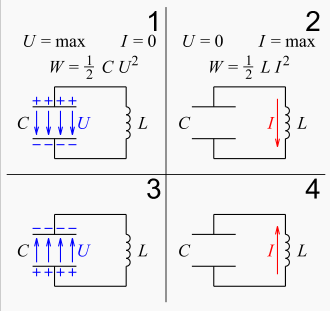 1
U = max I = 0
W = 1/2 C U²
++++
C U L
−−−−
2
U = 0 I = max
W = 1/2 L I²
C I L
3
−−−−
C U L
++++
4
C I L